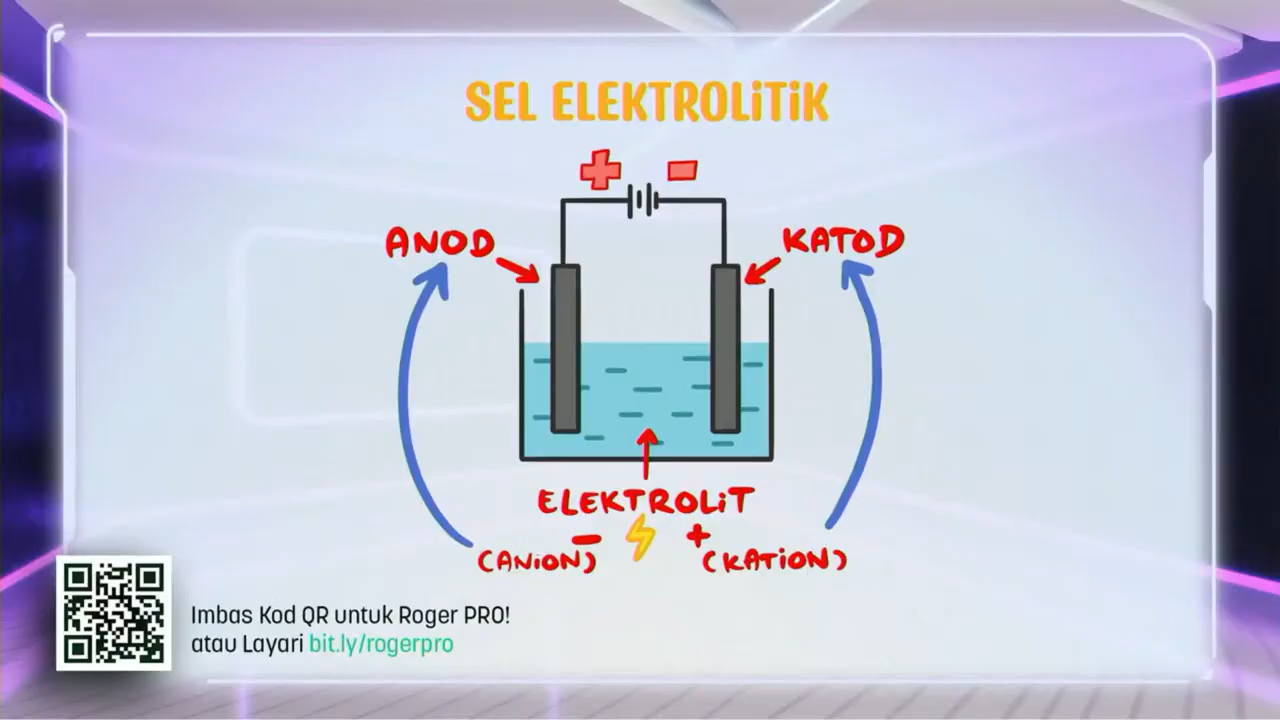 SEL ELEKTROLiTiK
+ -
ANOD
KATOD
ELEKTROLiT
- +
(ANiON) (KATiON)
Imbas Kod QR untuk Roger PRO!
atau Layari bit.ly/rogerpro